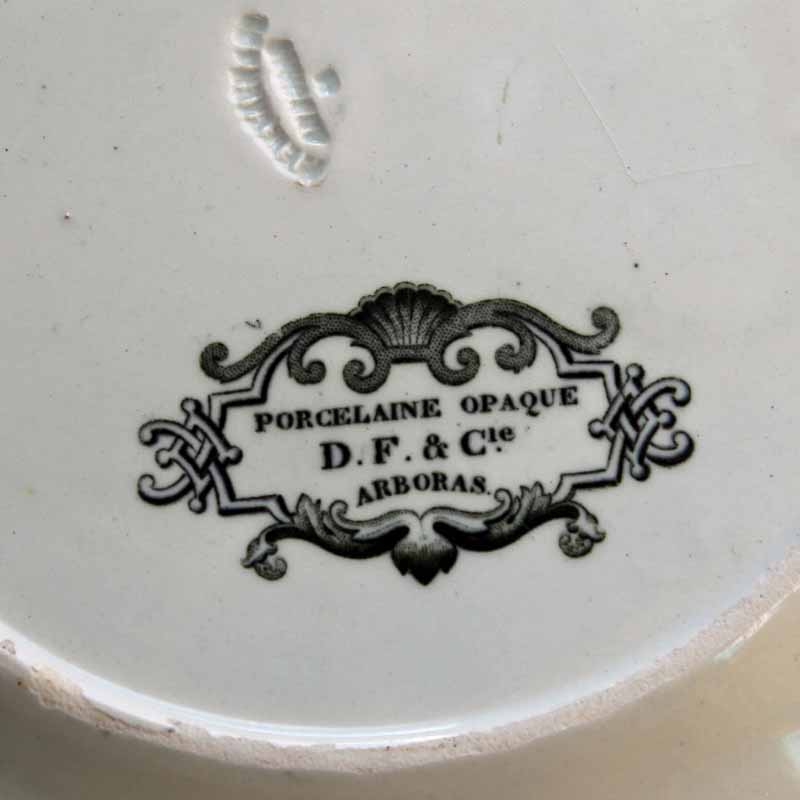 PORCELAINE OPAQUE
D. F. & Cie
ARBORAS.